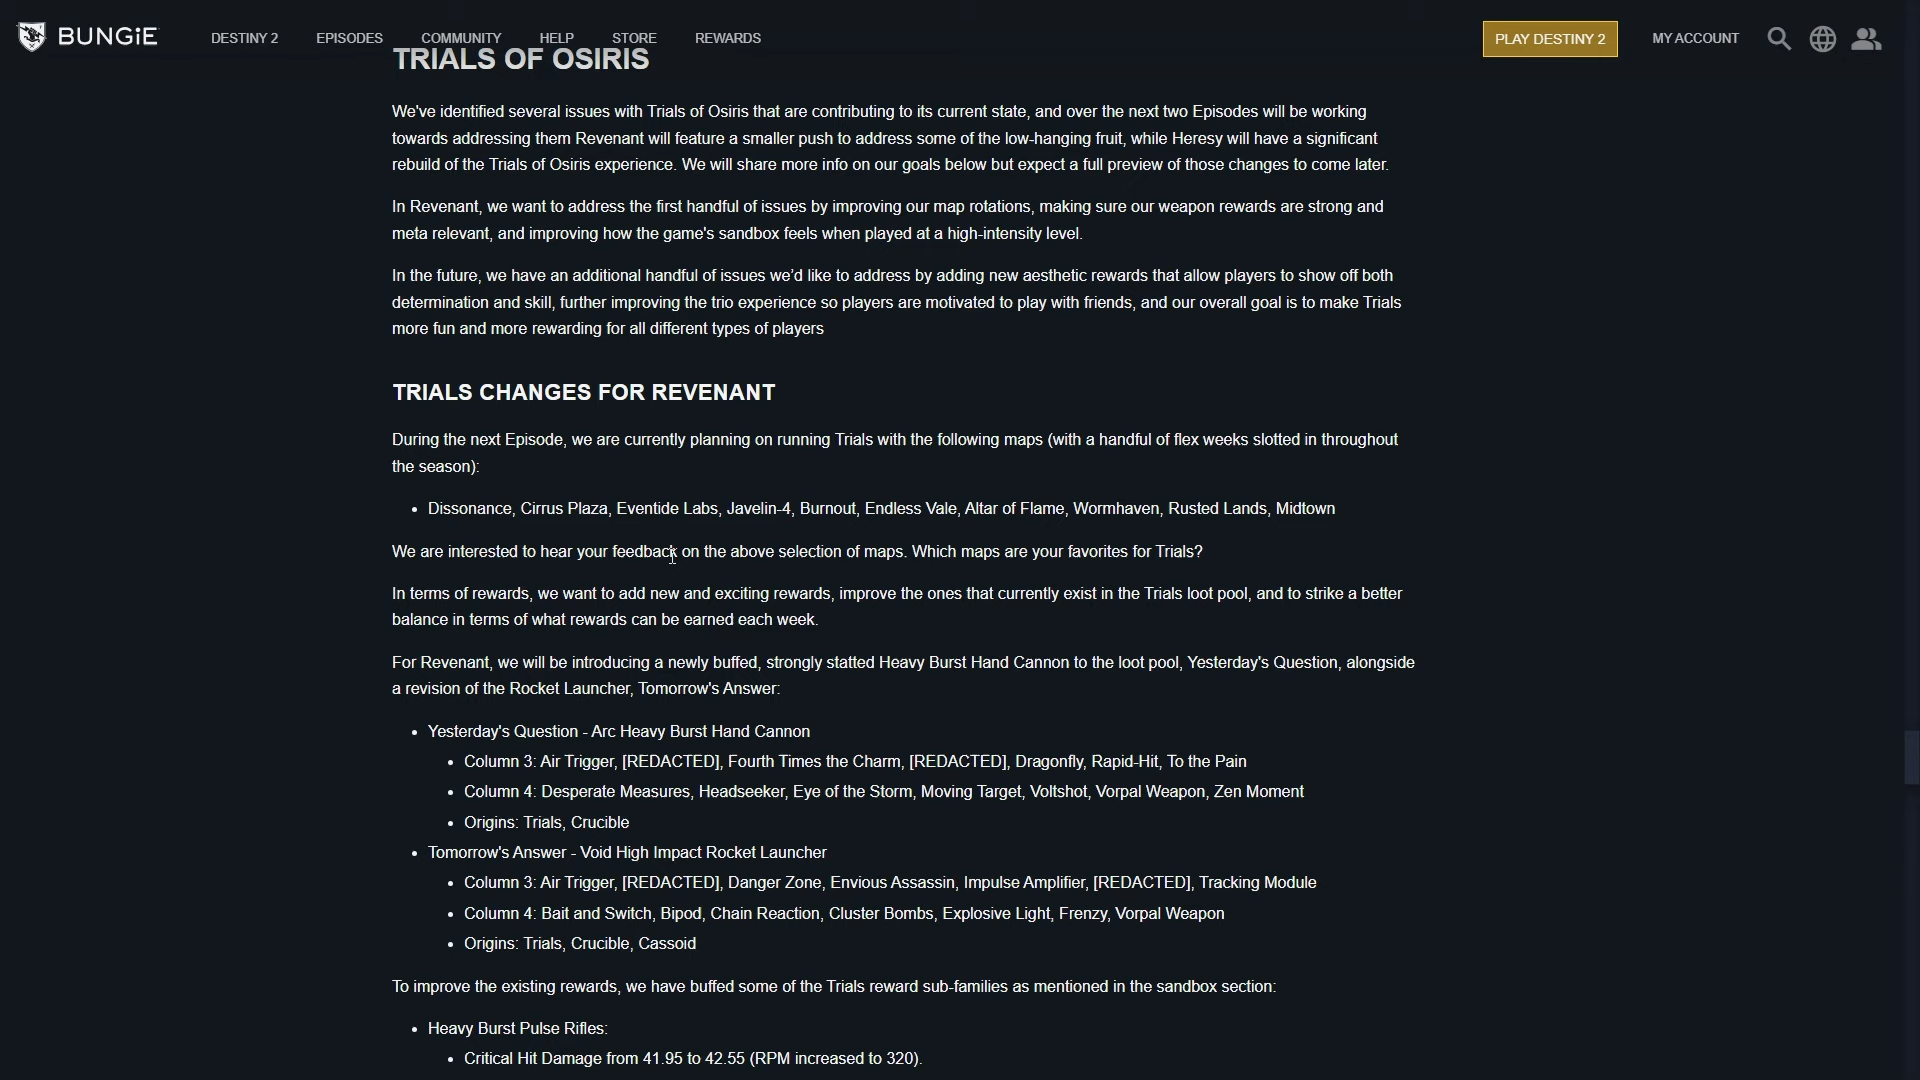 BUNGiE DESTINY 2 EPISODES COMMUNITY HELP STORE REWARDS PLAY DESTINY 2 MY ACCOUNT
TRIALS OF OSIRIS
We've identified several issues with Trials of Osiris that are contributing to its current state, and over the next two Episodes will be working
towards addressing them Revenant will feature a smaller push to address some of the low-hanging fruit, while Heresy will have a significant
rebuild of the Trials of Osiris experience. We will share more info on our goals below but expect a full preview of those changes to come later.
In Revenant, we want to address the first handful of issues by improving our map rotations, making sure our weapon rewards are strong and
meta relevant, and improving how the game's sandbox feels when played at a high-intensity level.
In the future, we have an additional handful of issues we’d like to address by adding new aesthetic rewards that allow players to show off both
determination and skill, further improving the trio experience so players are motivated to play with friends, and our overall goal is to make Trials
more fun and more rewarding for all different types of players
TRIALS CHANGES FOR REVENANT
During the next Episode, we are currently planning on running Trials with the following maps (with a handful of flex weeks slotted in throughout
the season):
• Dissonance, Cirrus Plaza, Eventide Labs, Javelin-4, Burnout, Endless Vale, Altar of Flame, Wormhaven, Rusted Lands, Midtown
We are interested to hear your feedback on the above selection of maps. Which maps are your favorites for Trials?
In terms of rewards, we want to add new and exciting rewards, improve the ones that currently exist in the Trials loot pool, and to strike a better
balance in terms of what rewards can be earned each week.
For Revenant, we will be introducing a newly buffed, strongly statted Heavy Burst Hand Cannon to the loot pool, Yesterday's Question, alongside
a revision of the Rocket Launcher, Tomorrow's Answer:
• Yesterday's Question - Arc Heavy Burst Hand Cannon
• Column 3: Air Trigger, [REDACTED], Fourth Times the Charm, [REDACTED], Dragonfly, Rapid-Hit, To the Pain
• Column 4: Desperate Measures, Headseeker, Eye of the Storm, Moving Target, Voltshot, Vorpal Weapon, Zen Moment
• Origins: Trials, Crucible
• Tomorrow's Answer - Void High Impact Rocket Launcher
• Column 3: Air Trigger, [REDACTED], Danger Zone, Envious Assassin, Impulse Amplifier, [REDACTED], Tracking Module
• Column 4: Bait and Switch, Bipod, Chain Reaction, Cluster Bombs, Explosive Light, Frenzy, Vorpal Weapon
• Origins: Trials, Crucible, Cassoid
To improve the existing rewards, we have buffed some of the Trials reward sub-families as mentioned in the sandbox section:
• Heavy Burst Pulse Rifles:
• Critical Hit Damage from 41.95 to 42.55 (RPM increased to 320).